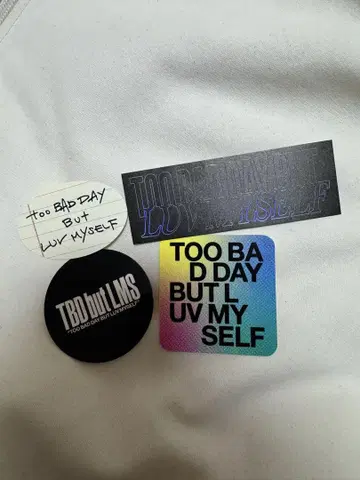 TOO BAD DAY
BUT
LUV MYSELF
TOO BAD DAY BUT
LUV MYSELF
TBD but LMS
"TOO BAD DAY BUT LUV MYSELF"
TOO BA
D DAY
BUT L
UV MY
SELF